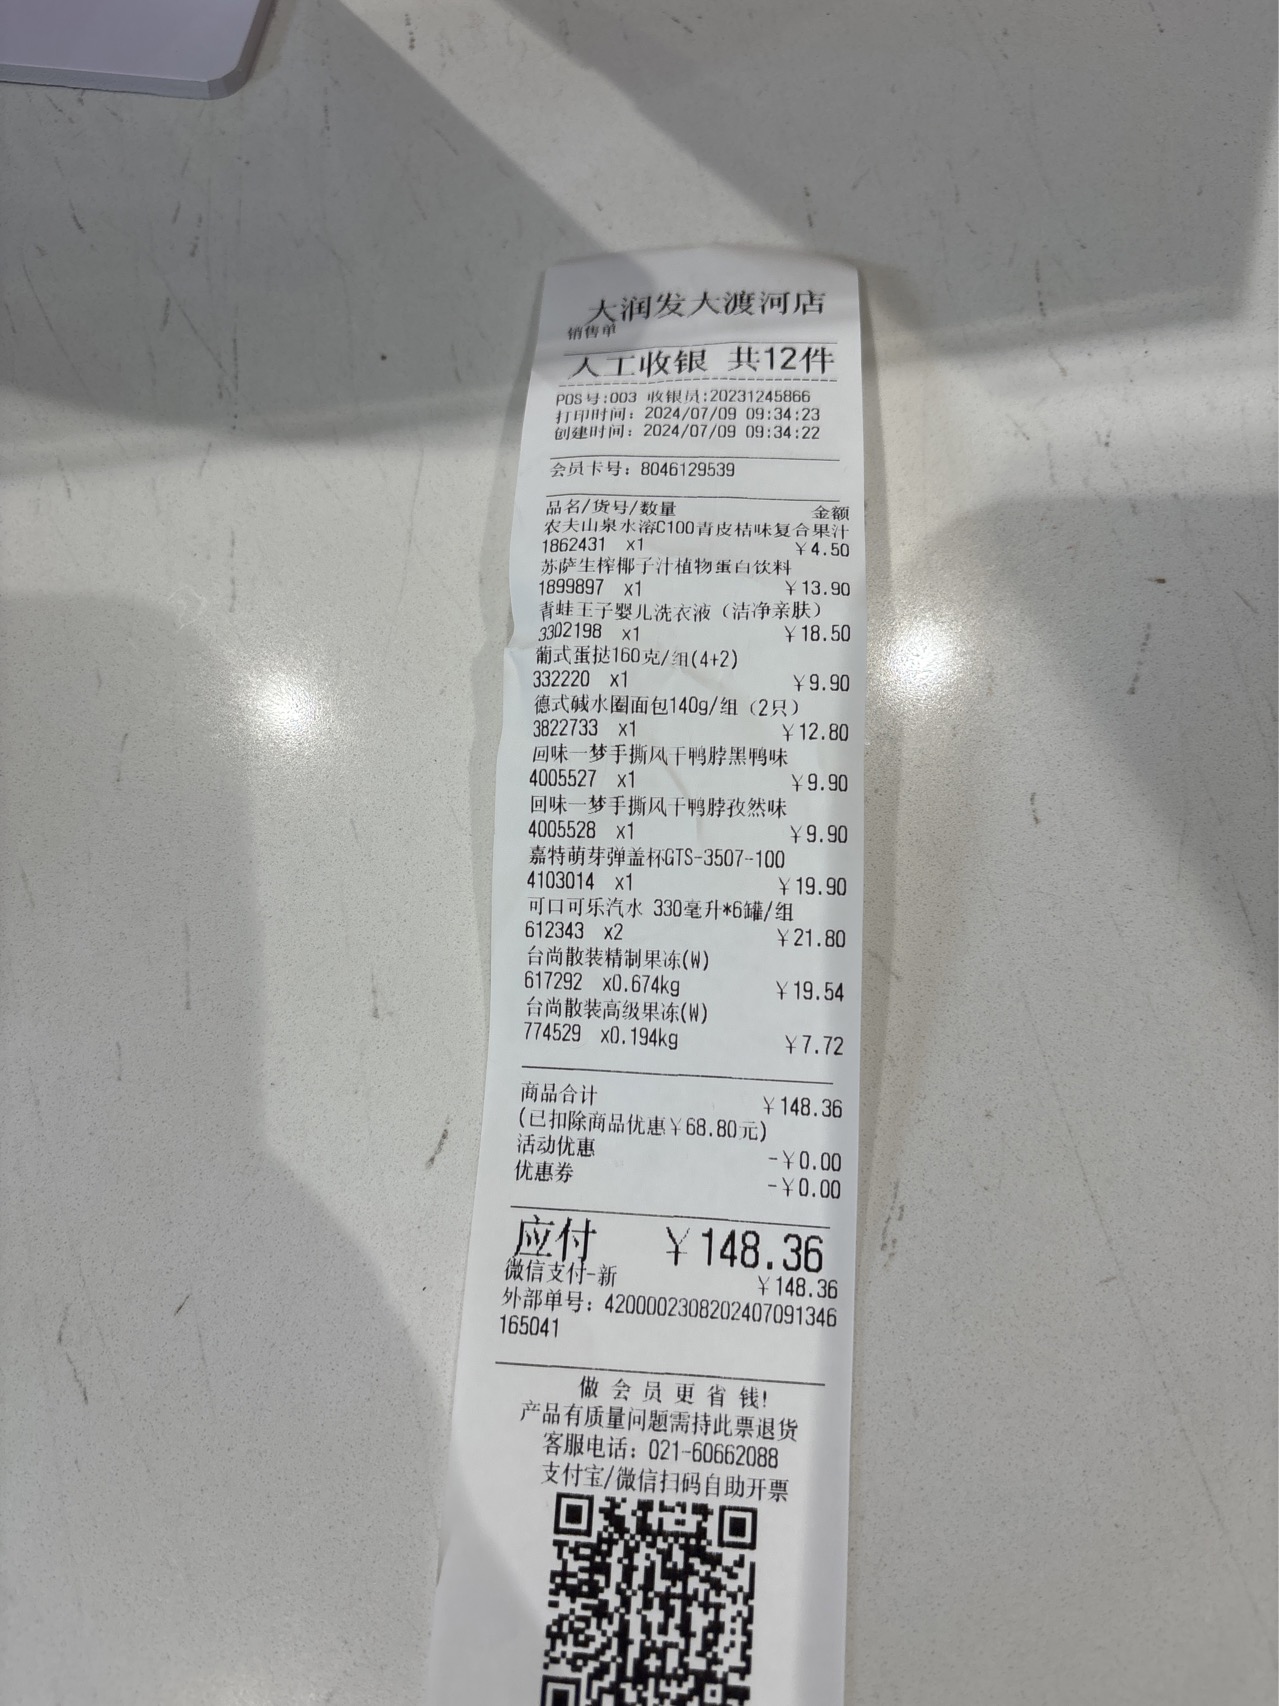 大润发大渡河店
销售单
人工收银 共12件
POS号:003 收银员:20231245866
打印时间: 2024/07/09 09:34:23
创建时间: 2024/07/09 09:34:22
会员卡号: 8046129539
品名/货号/数量 金额
农夫山泉水溶C100青皮桔味复合果汁
1862431 x1 ￥4.50
苏萨生榨椰子汁植物蛋白饮料
1899897 x1 ￥13.90
青蛙王子婴儿洗衣液（洁净亲肤）
3302198 x1 ￥18.50
葡式蛋挞160克/组(4+2)
332220 x1 ￥9.90
德式碱水圈面包140g/组（2只）
3822733 x1 ￥12.80
回味一梦手撕风干鸭脖黑鸭味
4005527 x1 ￥9.90
回味一梦手撕风干鸭脖孜然味
4005528 x1 ￥9.90
嘉特萌芽弹盖杯GTS-3507-100
4103014 x1 ￥19.90
可口可乐汽水 330毫升*6罐/组
612343 x2 ￥21.80
台尚散装精制果冻(W)
617292 x0.674kg ￥19.54
台尚散装高级果冻(W)
774529 x0.194kg ￥7.72
商品合计 ￥148.36
(已扣除商品优惠￥68.80元)
活动优惠 -￥0.00
优惠券 -￥0.00
应付 ￥148.36
微信支付-新 ￥148.36
外部单号: 4200002308202407091346
165041
做会员更省钱!
产品有质量问题需持此票退货
客服电话: 021-60662088
支付宝/微信扫码自助开票